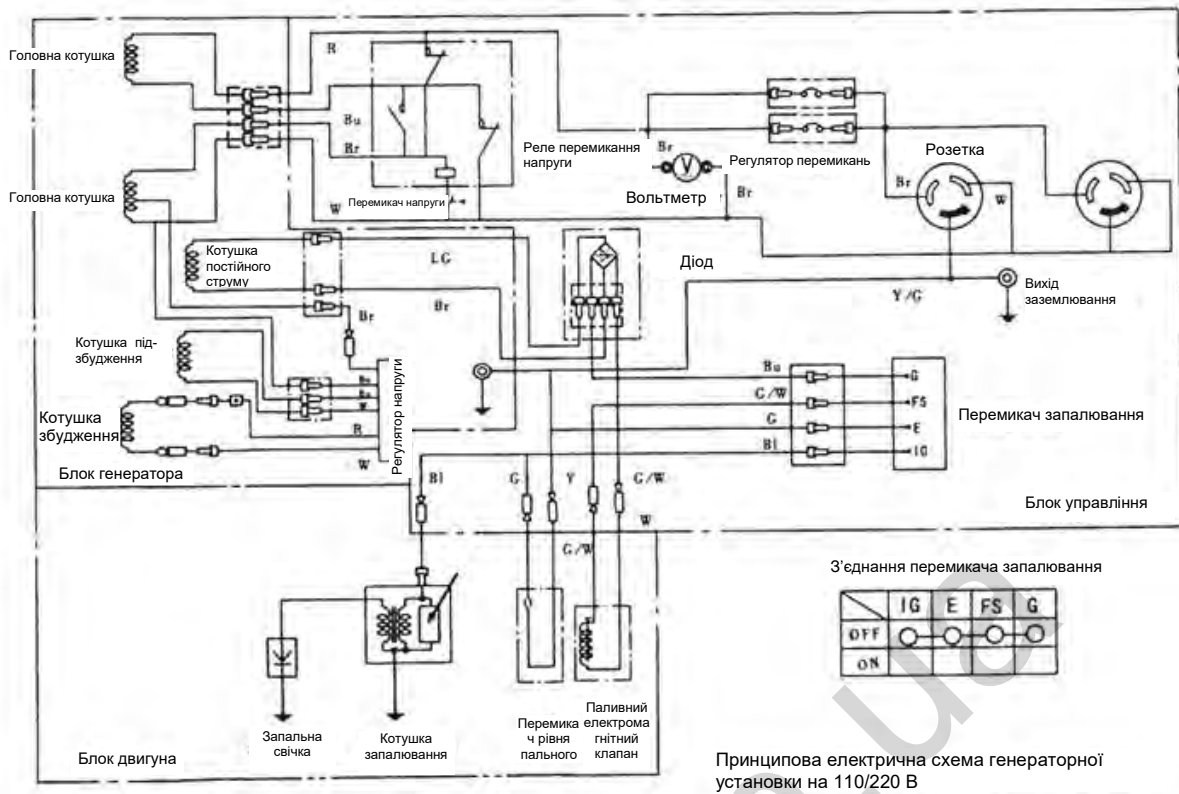 Головна котушка
R
Bu
Br
Реле перемикання
напруги
Br
V
Вольтметр
Br
Регулятор перемикань
Розетка
Br
W
Головна котушка
W
Перемикач напруги
Котушка
постійного
струму
LG
Br
Br
Діод
Y/G
Вихід
заземлювання
Котушка під-
збудження
W
Регулятор напруги
Котушка
збудження
R
W
Блок генератора
Bu
G/W
G
Bl
G
FS
E
IG
Перемикач запалювання
Блок управління
Bl
G
Y
G/W
W
G/W
З’єднання перемикача запалювання
IG E FS G
OFF
ON
Запальна
свічка
Котушка
запалювання
Перемика
ч рівня
пального
Паливний
електрома
гнітний
клапан
Блок двигуна
Принципова електрична схема генераторної
установки на 110/220 В
ua